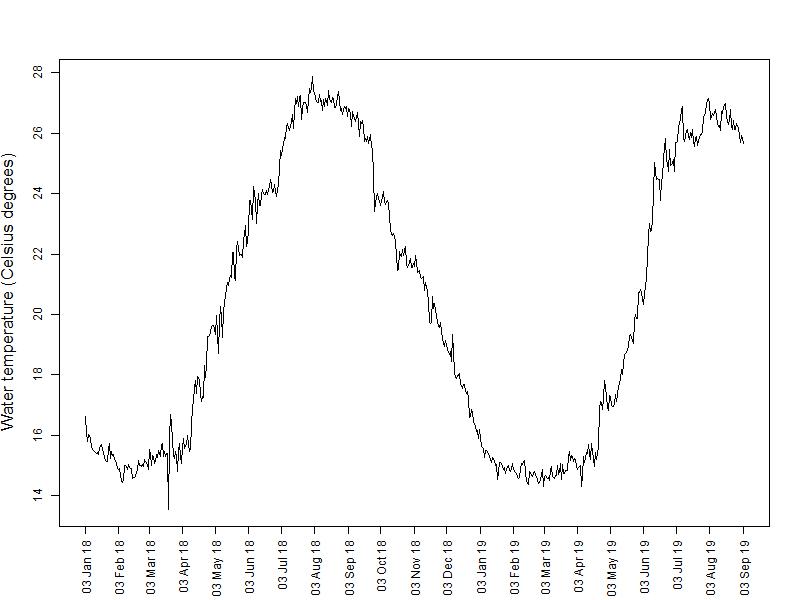 Water temperature (Celsius degrees)
28
26
24
22
20
18
16
14
03 Jan 18
03 Feb 18
03 Mar 18
03 Apr 18
03 May 18
03 Jun 18
03 Jul 18
03 Aug 18
03 Sep 18
03 Oct 18
03 Nov 18
03 Dec 18
03 Jan 19
03 Feb 19
03 Mar 19
03 Apr 19
03 May 19
03 Jun 19
03 Jul 19
03 Aug 19
03 Sep 19